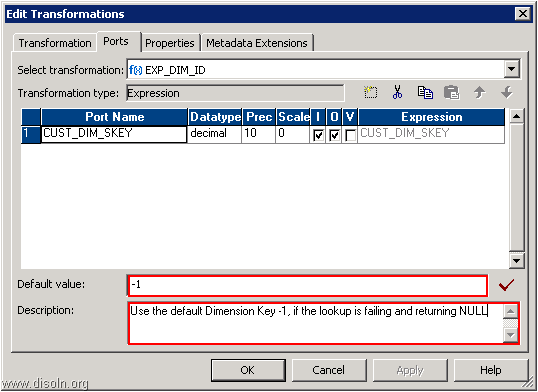 Edit Transformations
Transformation Ports Properties Metadata Extensions
Select transformation: f(x) EXP_DIM_ID
Transformation type: Expression
Port Name Datatype Prec Scale I O V Expression
1 CUST_DIM_SKEY decimal 10 0 CUST_DIM_SKEY
Default value: -1
Description: Use the default Dimension Key -1, if the lookup is failing and returning NULL
OK Cancel Apply Help
www.disoln.org